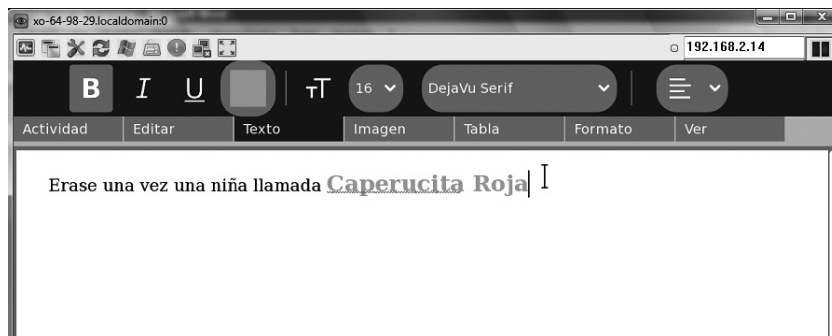 xo-64-98-29.localdomain:0
192.168.2.14
B I U TT 16 DejaVu Serif
Actividad Editar Texto Imagen Tabla Formato Ver
Erase una vez una niña llamada Caperucita Roja